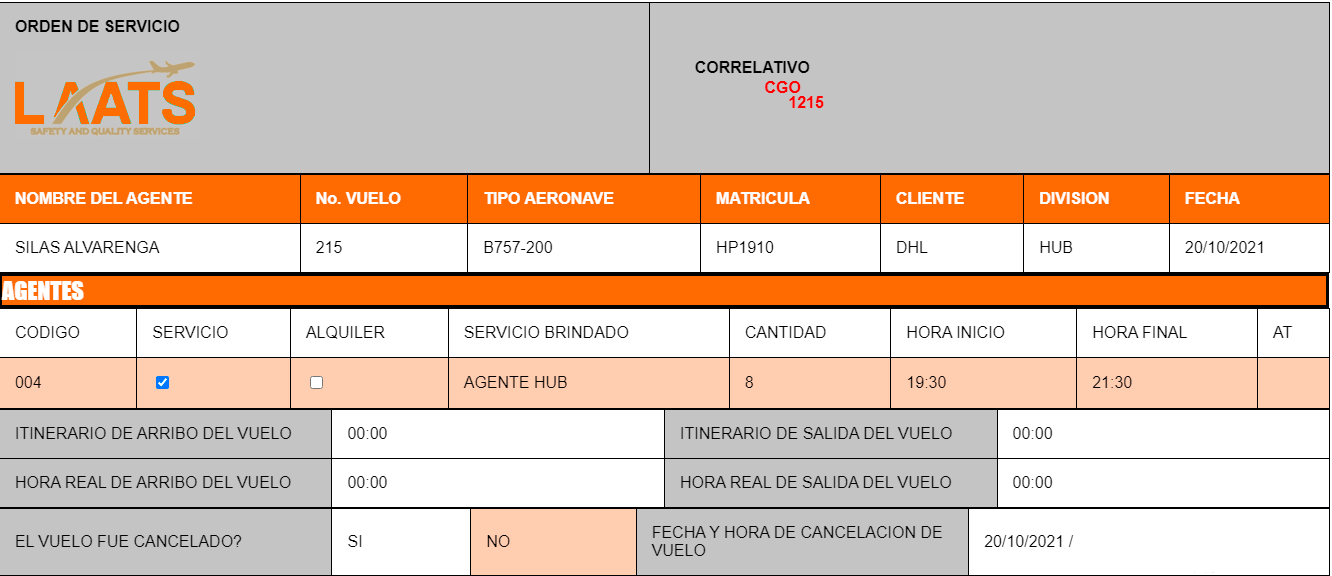 ORDEN DE SERVICIO
LAATS
SAFETY AND QUALITY SERVICES
CORRELATIVO
CGO
1215
NOMBRE DEL AGENTE No. VUELO TIPO AERONAVE MATRICULA CLIENTE DIVISION FECHA
SILAS ALVARENGA 215 B757-200 HP1910 DHL HUB 20/10/2021
AGENTES
CODIGO SERVICIO ALQUILER SERVICIO BRINDADO CANTIDAD HORA INICIO HORA FINAL AT
004 AGENTE HUB 8 19:30 21:30
ITINERARIO DE ARRIBO DEL VUELO 00:00 ITINERARIO DE SALIDA DEL VUELO 00:00
HORA REAL DE ARRIBO DEL VUELO 00:00 HORA REAL DE SALIDA DEL VUELO 00:00
EL VUELO FUE CANCELADO? SI NO FECHA Y HORA DE CANCELACION DE
VUELO 20/10/2021 /